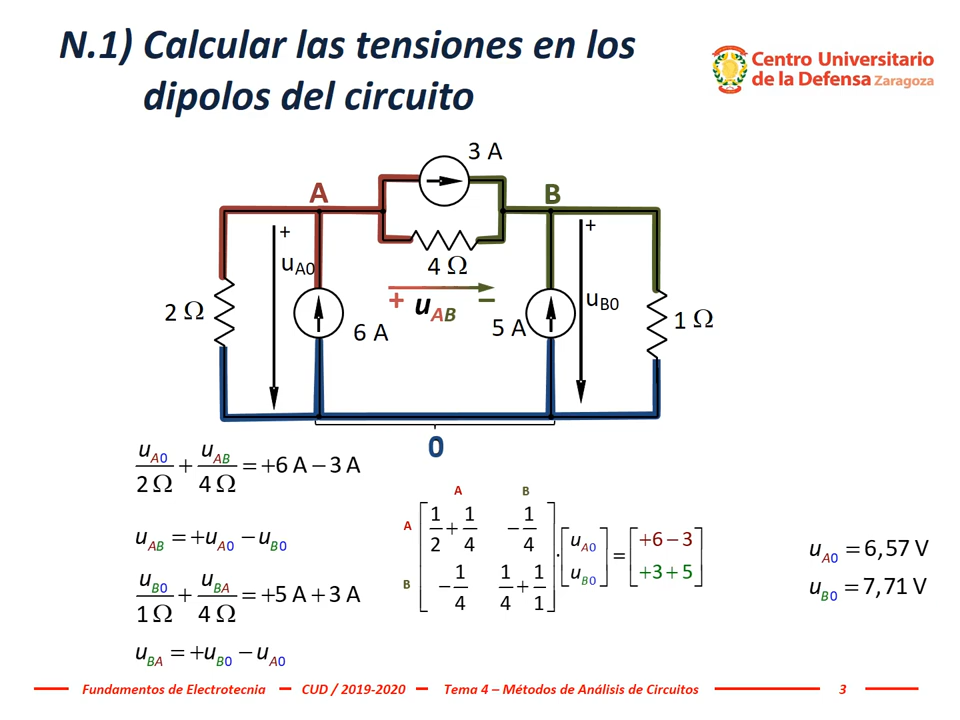 N.1) Calcular las tensiones en los
dipolos del circuito
Centro Universitario
de la Defensa Zaragoza
3 A
A
B
+
+
u_A0
4 Ω
u_B0
+ u_AB −
2 Ω
6 A
5 A
1 Ω
0
u_A0/2 Ω + u_AB/4 Ω = +6 A − 3 A
u_AB = +u_A0 − u_B0
u_B0/1 Ω + u_BA/4 Ω = +5 A + 3 A
u_BA = +u_B0 − u_A0
A B
A [1/2 + 1/4 −1/4] · [u_A0] = [+6 − 3]
B [−1/4 1/4 + 1/1] [u_B0] [+3 + 5]
u_A0 = 6,57 V
u_B0 = 7,71 V
Fundamentos de Electrotecnia — CUD / 2019-2020 — Tema 4 – Métodos de Análisis de Circuitos 3